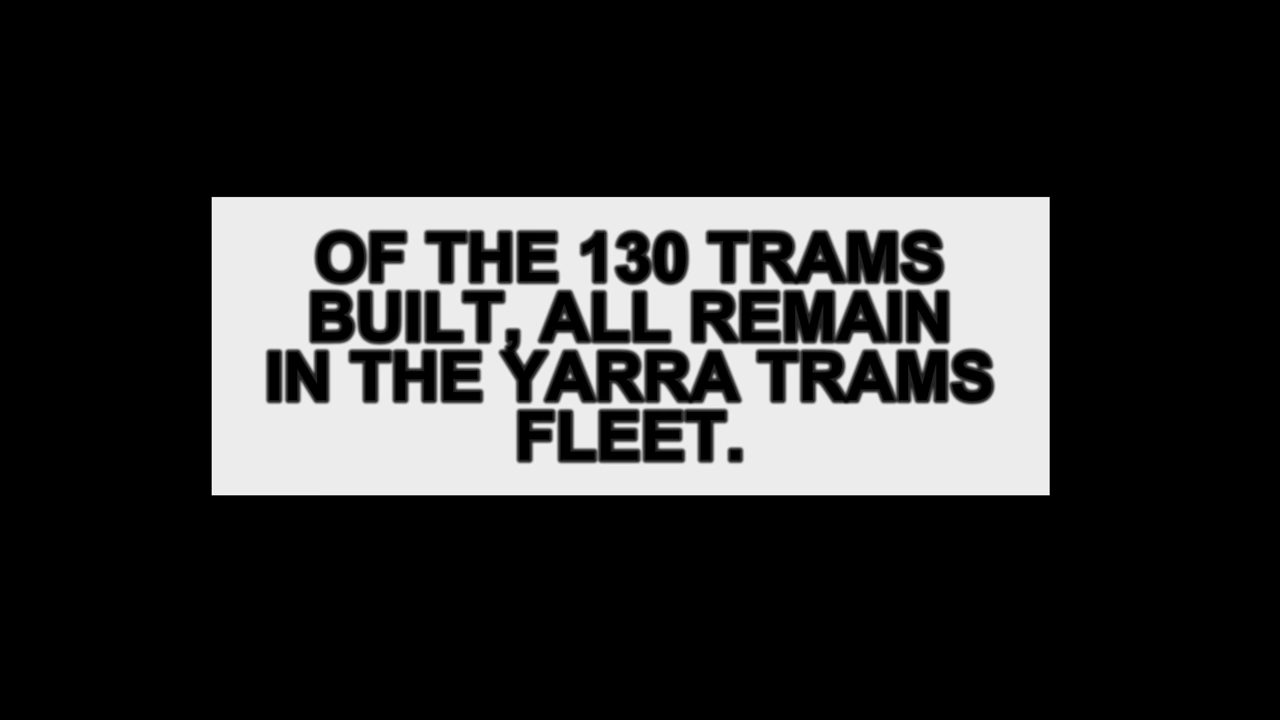 OF THE 130 TRAMS
BUILT, ALL REMAIN
IN THE YARRA TRAMS
FLEET.